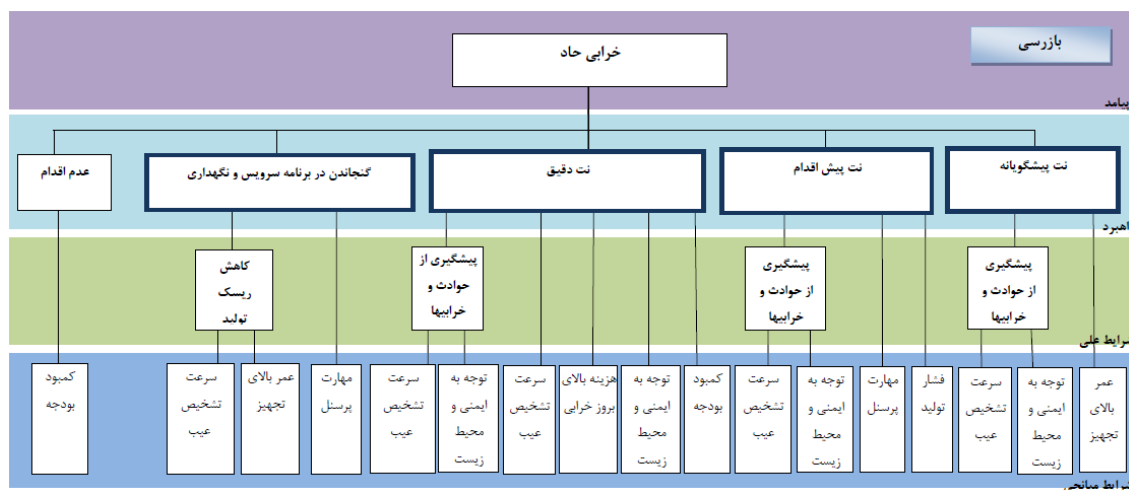 بازرسی
خرابی حاد
پیامد
نت پیشگویانه
نت پیش اقدام
نت دقیق
گنجاندن در برنامه سرویس و نگهداری
عدم اقدام
اهبرد
پیشگیری
از حوادث و
خرابیها
پیشگیری
از حوادث و
خرابیها
پیشگیری از
حوادث و
خرابیها
کاهش
ریسک
تولید
رایط علی
عمر
بالای
تجهیز
توجه به
ایمنی و
محیط
زیست
سرعت
تشخیص
عیب
فشار
تولید
مهارت
پرسنل
توجه به
ایمنی و
محیط
زیست
سرعت
تشخیص
عیب
کمبود
بودجه
توجه به
ایمنی و
محیط
زیست
هزینه بالای
بروز خرابی
سرعت
تشخیص
عیب
توجه به
ایمنی و
محیط
زیست
سرعت
تشخیص
عیب
مهارت
پرسنل
عمر بالای
تجهیز
سرعت
تشخیص
عیب
کمبود
بودجه
شرایط میانجی